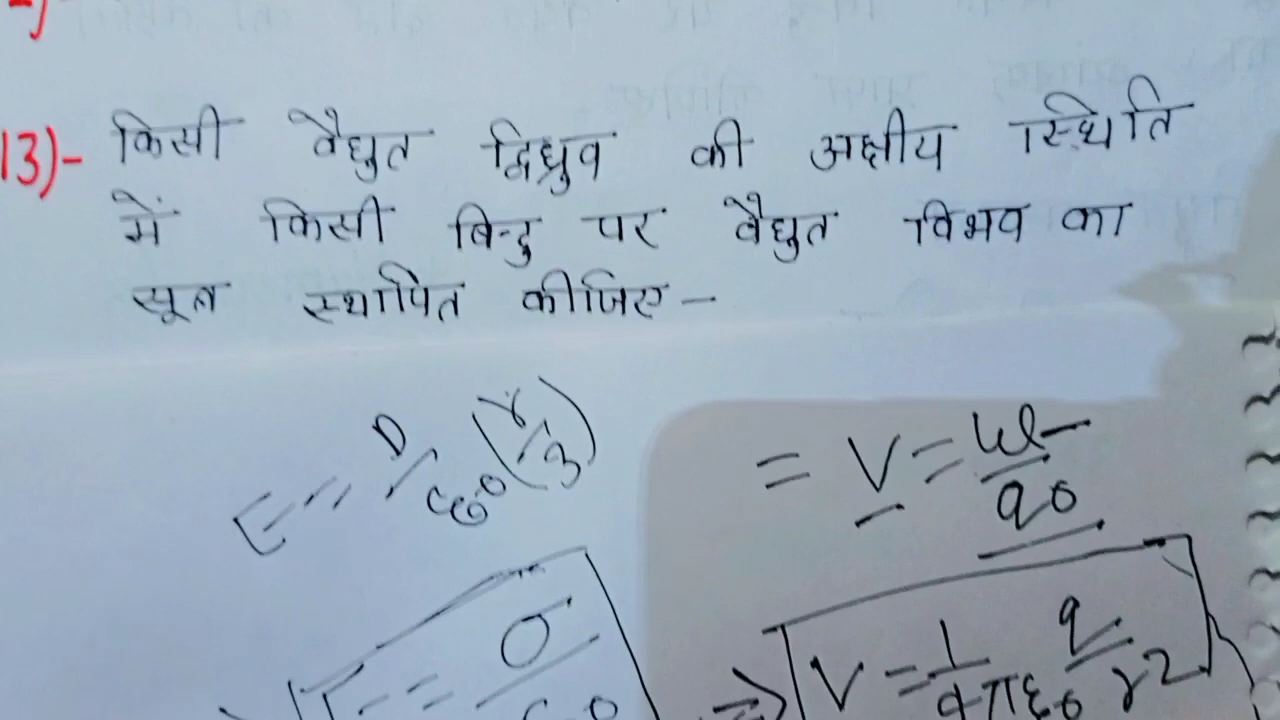 13)- किसी वैद्युत द्विध्रुव की अक्षीय स्थिति
में किसी बिन्दु पर वैद्युत विभव का
सूत्र स्थापित कीजिए -
= V = W/q0
⇒ V = 1/4πε0 q/r2